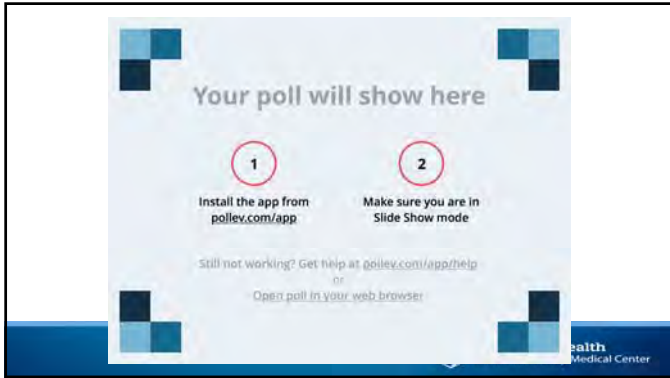 Your poll will show here
1
2
Install the app from
pollev.com/app
Make sure you are in
Slide Show mode
Still not working? Get help at pollev.com/app/help
or
Open poll in your web browser
ealth
Medical Center